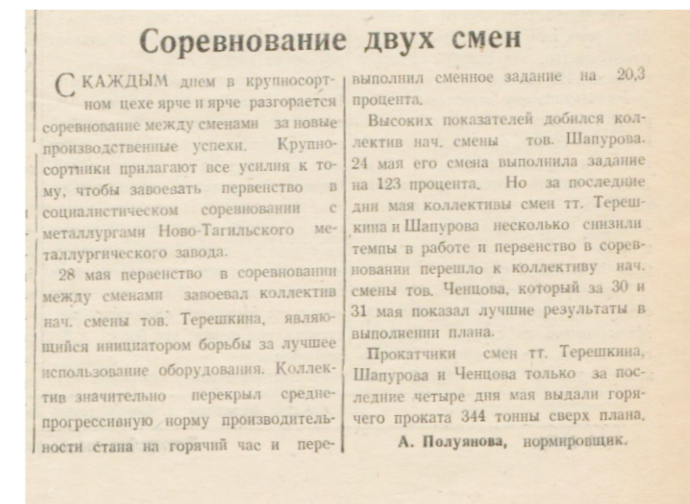 Соревнование двух смен
С КАЖДЫМ днем в крупносорт-
ном цехе ярче и ярче разгорается
соревнование между сменами за новые
производственные успехи. Крупно-
сортники прилагают все усилия к то-
му, чтобы завоевать первенство в
социалистическом соревновании с
металлургами Ново-Тагильского ме-
таллургического завода.
28 мая первенство в соревновании
между сменами завоевал коллектив
нач. смены тов. Терешкина, являю-
щийся инициатором борьбы за лучшее
использование оборудования. Коллек-
тив значительно перекрыл средне-
прогрессивную норму производитель-
ности стана на горячий час и пере-
выполнил сменное задание на 20,3
процента.
Высоких показателей добился кол-
лектив нач. смены тов. Шапурова.
24 мая его смена выполнила задание
на 123 процента. Но за последние
дни мая коллективы смен тт. Тереш-
кина и Шапурова несколько снизили
темпы в работе и первенство в сорев-
новании перешло к коллективу нач.
смены тов. Ченцова, который за 30 и
31 мая показал лучшие результаты в
выполнении плана.
Прокатчики смен тт. Терешкина,
Шапурова и Ченцова только за пос-
ледние четыре дня мая выдали горя-
чего проката 344 тонны сверх плана.
А. Полуянова, нормировщик.